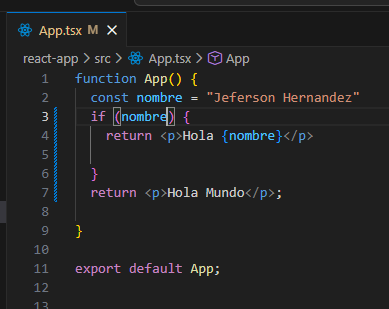 App.tsx M ×
react-app > src > App.tsx > App
1 function App() {
2 const nombre = "Jeferson Hernandez"
3 if (nombre) {
4 return <p>Hola {nombre}</p>
5
6 }
7 return <p>Hola Mundo</p>;
8
9 }
10
11 export default App;
12
13